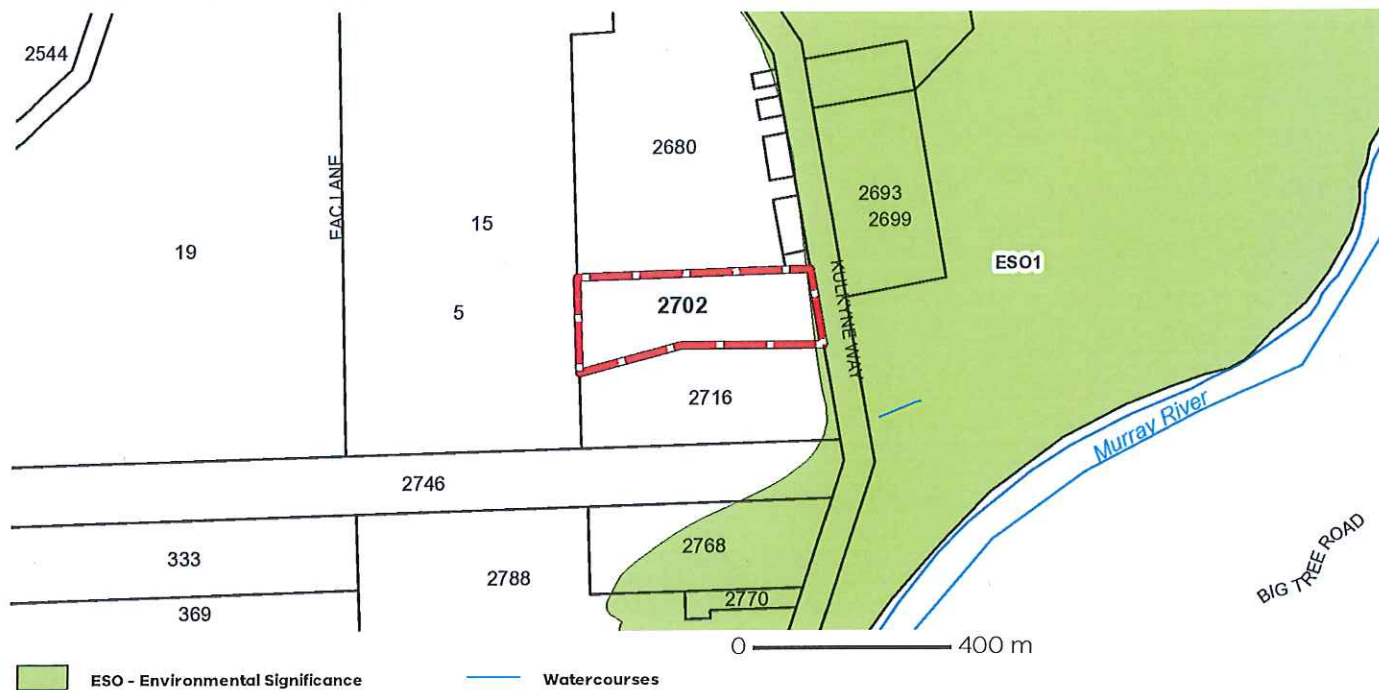 2544
2680
2693
2699
15
19
EAC LANE
ESO1
KULKYNE WAY
2702
5
2716
Murray River
2746
2768
333
2788
BIG TREE ROAD
2770
369
0 400 m
ESO - Environmental Significance
Watercourses